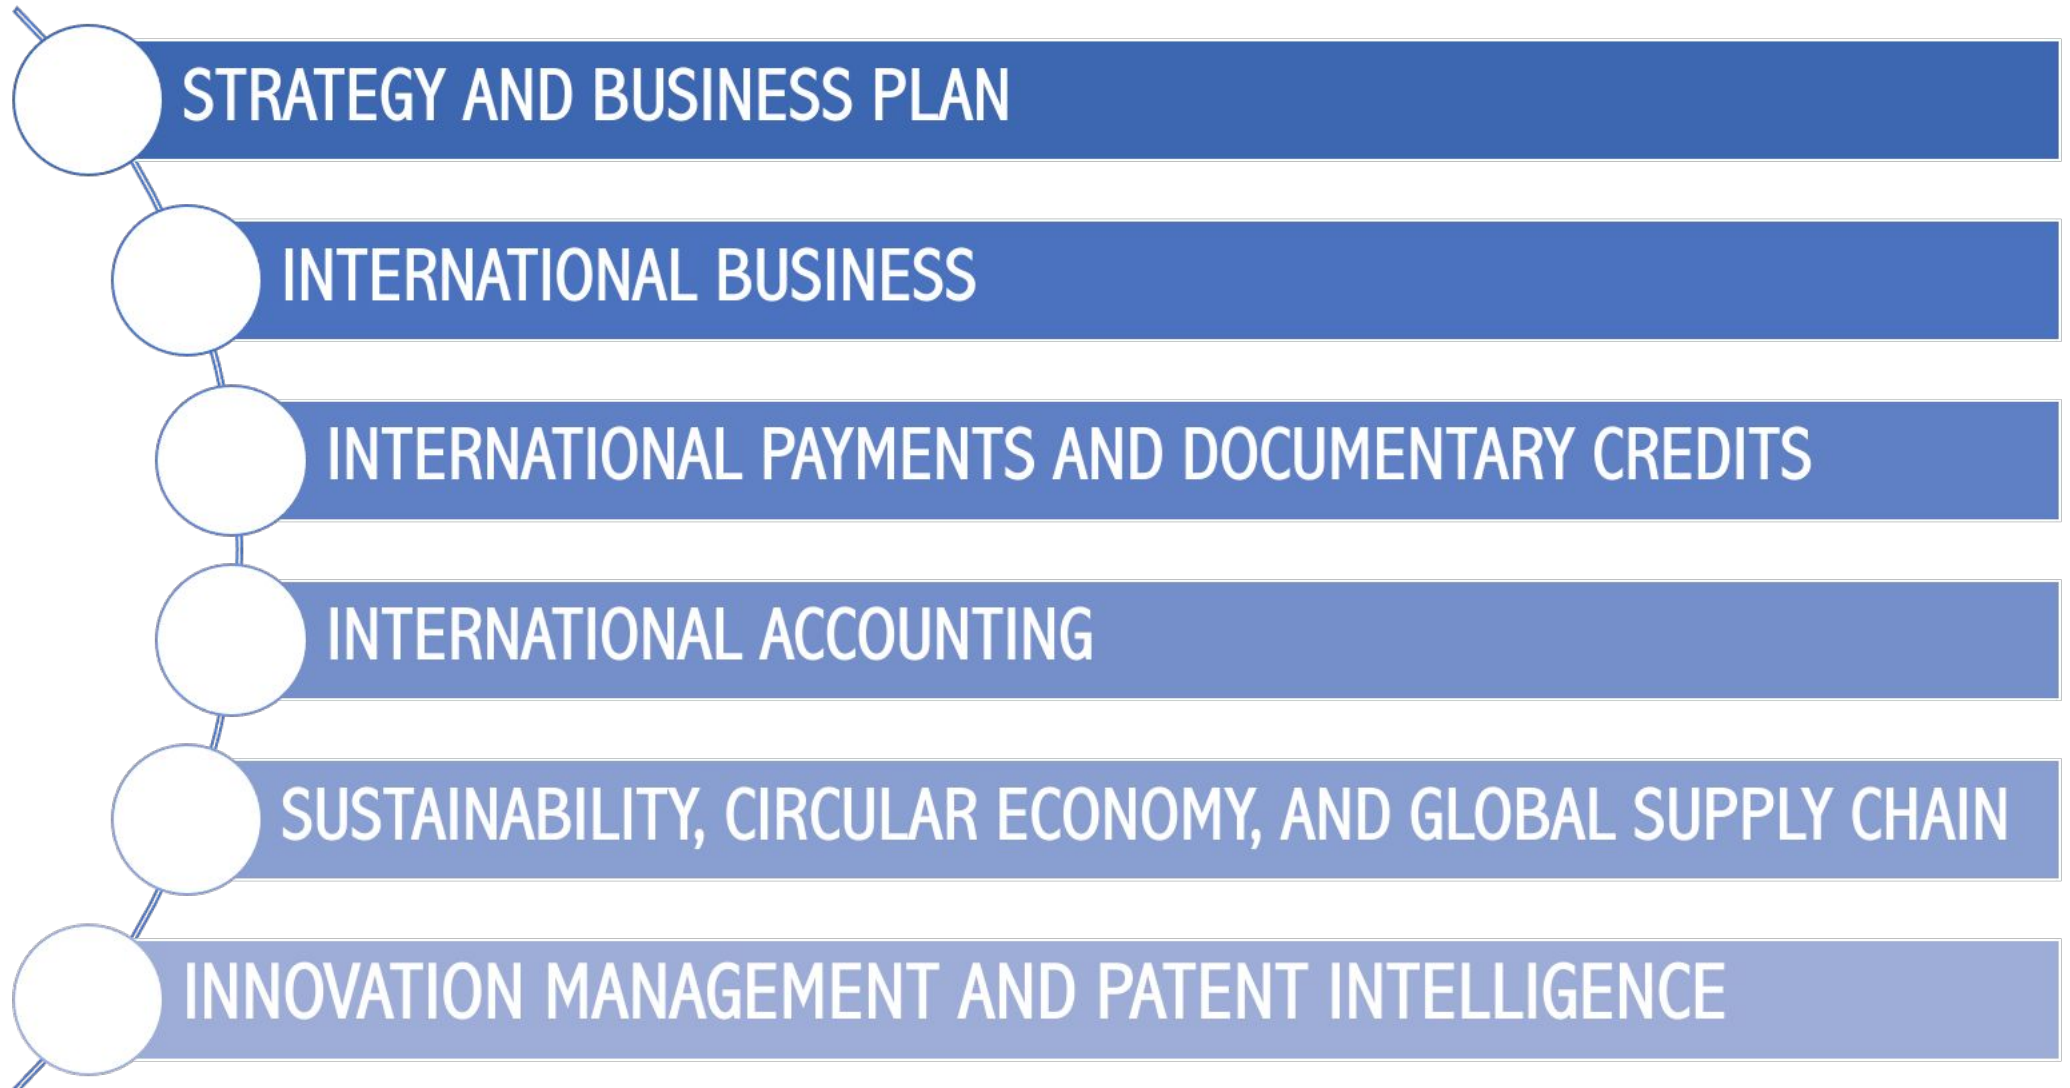 STRATEGY AND BUSINESS PLAN
INTERNATIONAL BUSINESS
INTERNATIONAL PAYMENTS AND DOCUMENTARY CREDITS
INTERNATIONAL ACCOUNTING
SUSTAINABILITY, CIRCULAR ECONOMY, AND GLOBAL SUPPLY CHAIN
INNOVATION MANAGEMENT AND PATENT INTELLIGENCE